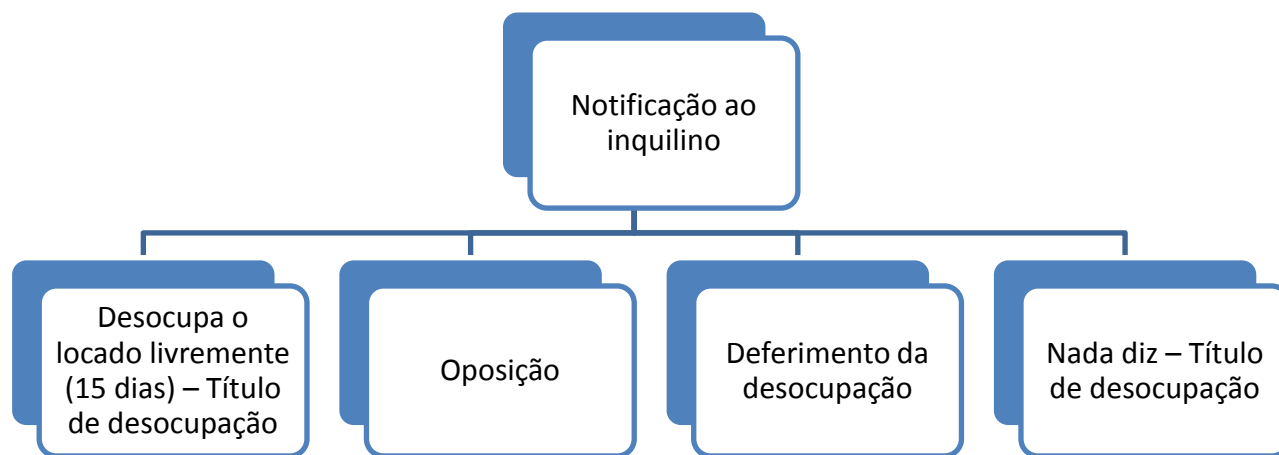 Notificação ao
inquilino
Desocupa o
locado livremente
(15 dias) – Título
de desocupação
Oposição
Deferimento da
desocupação
Nada diz – Título
de desocupação